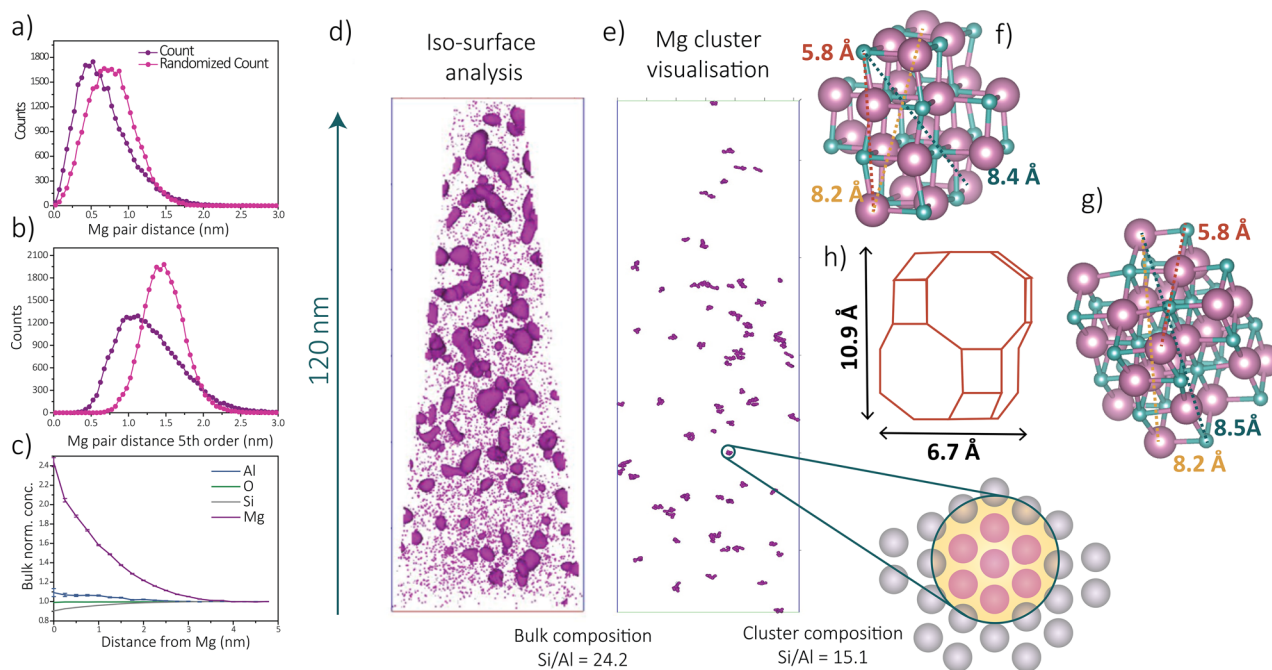 a)
Count
Randomized Count
Counts
1800
1500
1200
900
600
300
0
0.0 0.5 1.0 1.5 2.0 2.5 3.0
Mg pair distance (nm)
b)
Counts
2100
1800
1500
1200
900
600
300
0
0.0 0.5 1.0 1.5 2.0 2.5 3.0
Mg pair distance 5th order (nm)
c)
Al
O
Si
Mg
Bulk norm. conc.
2.4
2.2
2.0
1.8
1.6
1.4
1.2
1.0
0.8
0 1 2 3 4 5
Distance from Mg (nm)
d)
Iso-surface
analysis
120 nm
Bulk composition
Si/Al = 24.2
e)
Mg cluster
visualisation
Cluster composition
Si/Al = 15.1
f)
5.8 Å
8.2 Å
8.4 Å
g)
5.8 Å
8.5Å
8.2 Å
h)
10.9 Å
6.7 Å